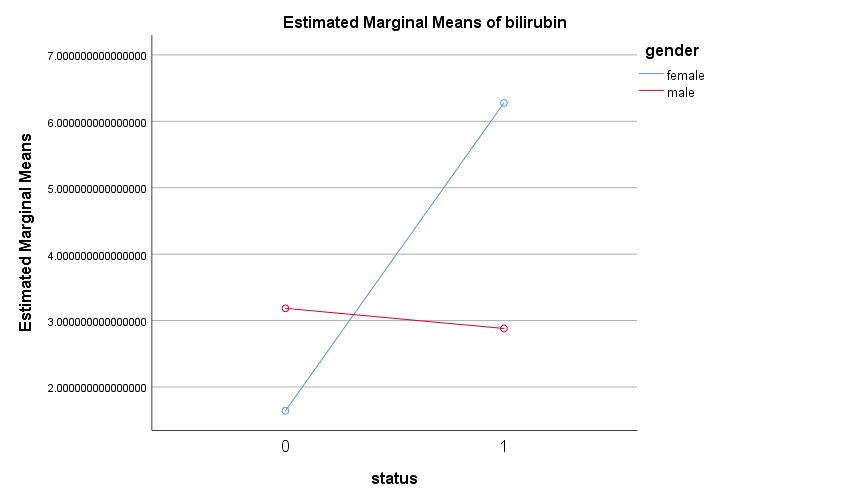 Estimated Marginal Means of bilirubin
gender
female
male
Estimated Marginal Means
7.000000000000000
6.000000000000000
5.000000000000000
4.000000000000000
3.000000000000000
2.000000000000000
0
1
status